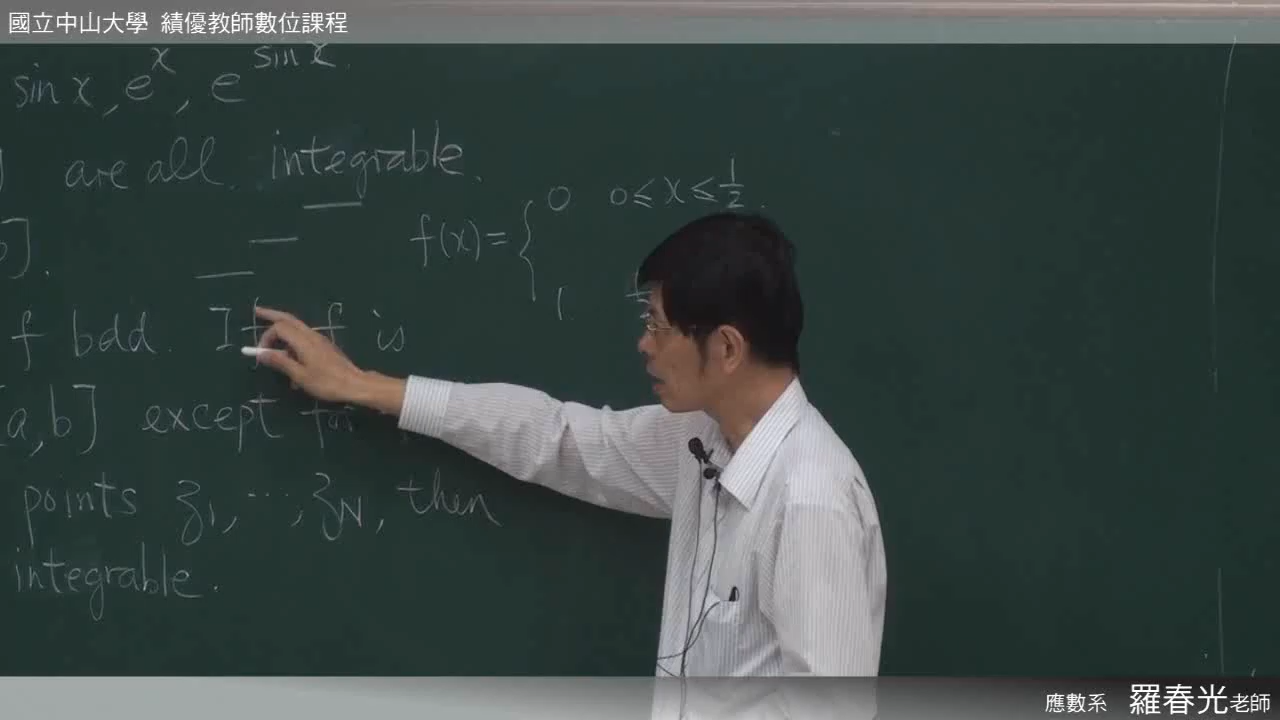 國立中山大學 績優教師數位課程
sin x, e^x, e^sin x.
] are all integrable.
f(x) = { 0 0 ≤ x ≤ 1/2.
b].
1.
f bdd. If f is
[a, b] except for
points z1, ..., zN, then
integrable.
應數系 羅春光老師